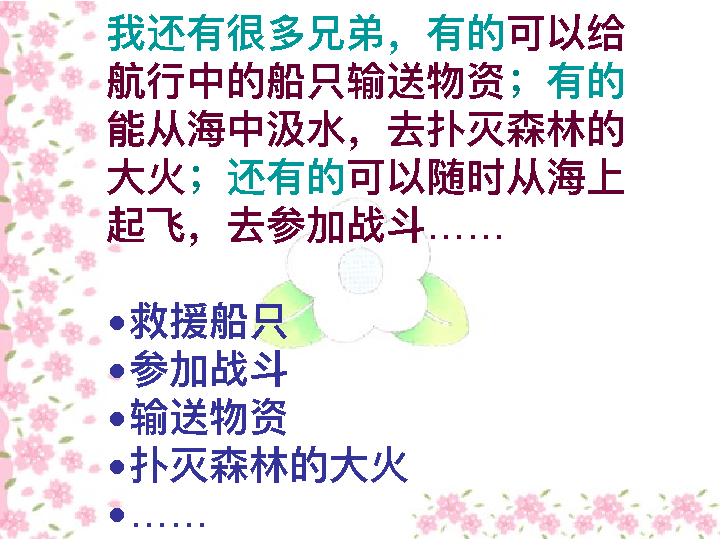 我还有很多兄弟，有的可以给
航行中的船只输送物资；有的
能从海中汲水，去扑灭森林的
大火；还有的可以随时从海上
起飞，去参加战斗……
•救援船只
•参加战斗
•输送物资
•扑灭森林的大火
•……